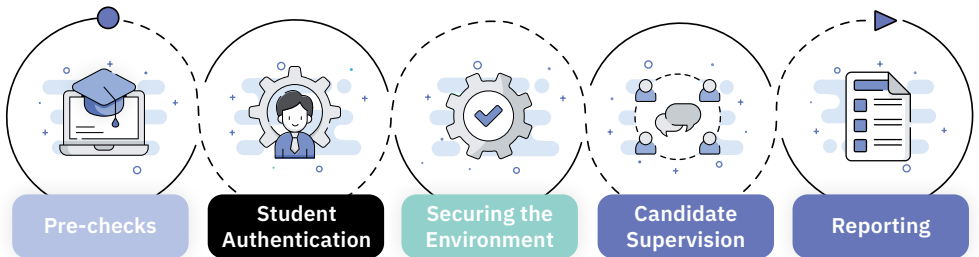 Pre-checks
Student
Authentication
Securing the
Environment
Candidate
Supervision
Reporting